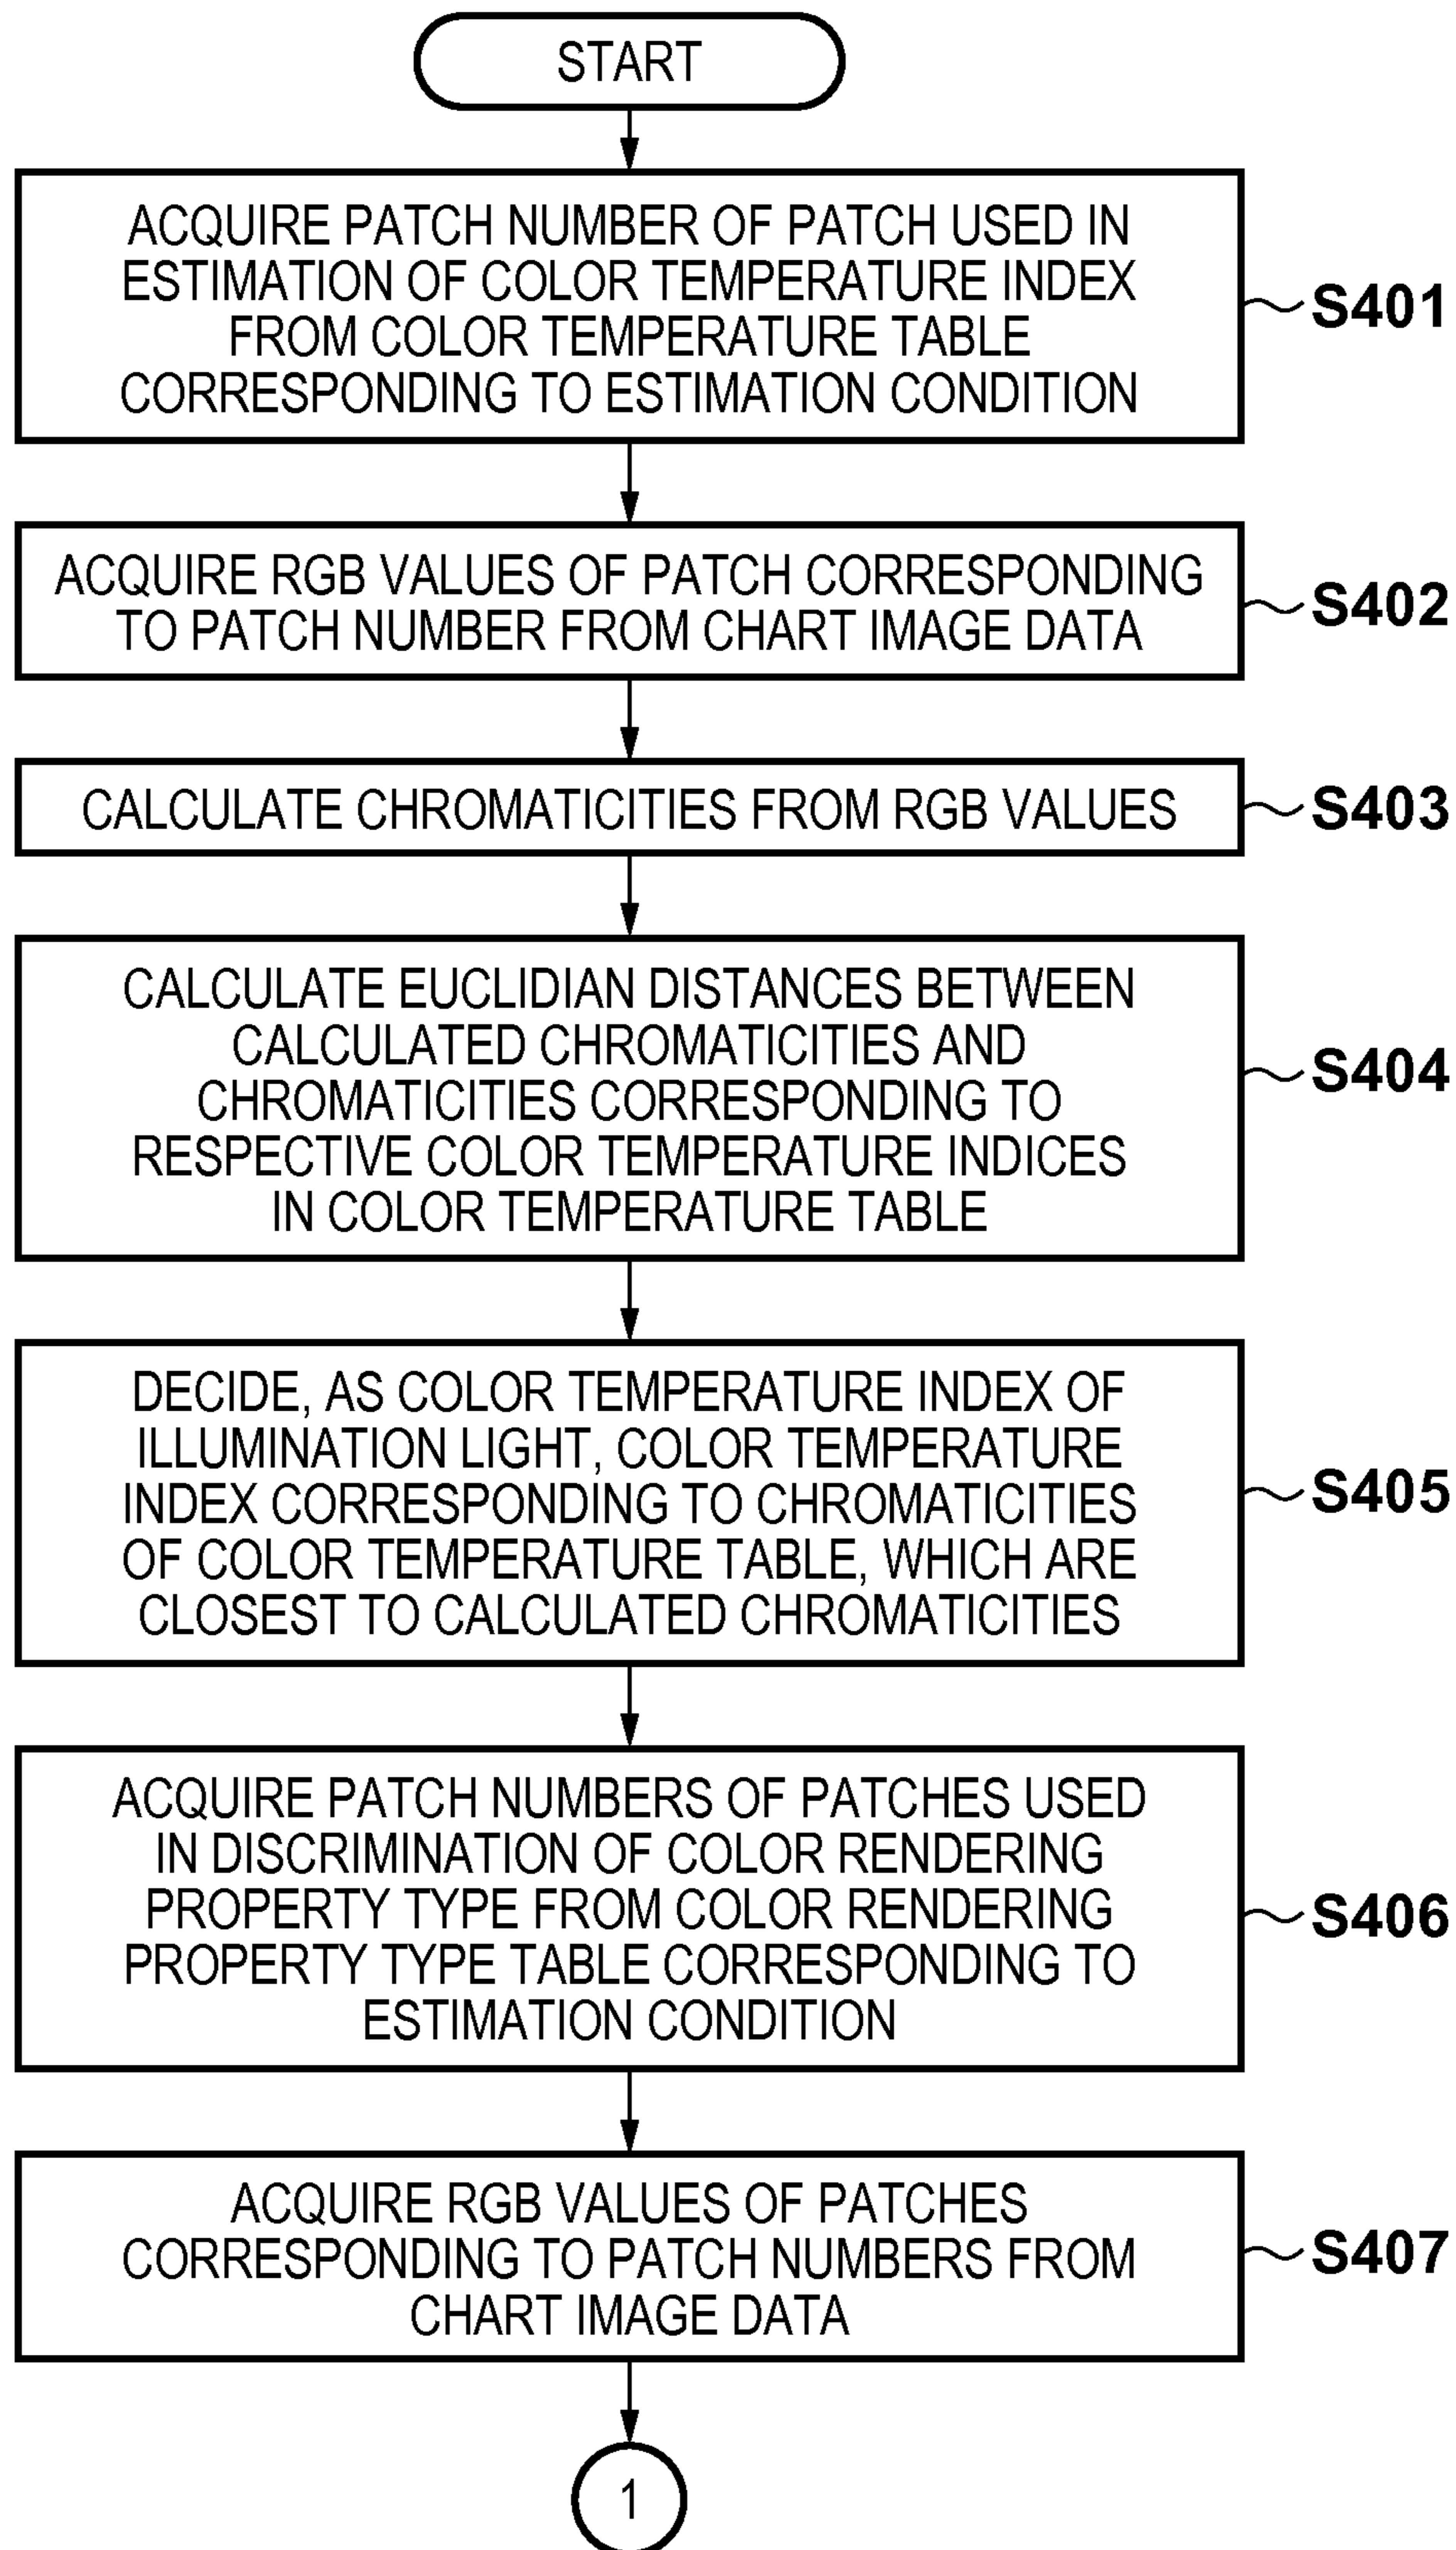 START
ACQUIRE PATCH NUMBER OF PATCH USED IN
ESTIMATION OF COLOR TEMPERATURE INDEX
FROM COLOR TEMPERATURE TABLE
CORRESPONDING TO ESTIMATION CONDITION
S401
ACQUIRE RGB VALUES OF PATCH CORRESPONDING
TO PATCH NUMBER FROM CHART IMAGE DATA
S402
CALCULATE CHROMATICITIES FROM RGB VALUES
S403
CALCULATE EUCLIDIAN DISTANCES BETWEEN
CALCULATED CHROMATICITIES AND
CHROMATICITIES CORRESPONDING TO
RESPECTIVE COLOR TEMPERATURE INDICES
IN COLOR TEMPERATURE TABLE
S404
DECIDE, AS COLOR TEMPERATURE INDEX OF
ILLUMINATION LIGHT, COLOR TEMPERATURE
INDEX CORRESPONDING TO CHROMATICITIES
OF COLOR TEMPERATURE TABLE, WHICH ARE
CLOSEST TO CALCULATED CHROMATICITIES
S405
ACQUIRE PATCH NUMBERS OF PATCHES USED
IN DISCRIMINATION OF COLOR RENDERING
PROPERTY TYPE FROM COLOR RENDERING
PROPERTY TYPE TABLE CORRESPONDING TO
ESTIMATION CONDITION
S406
ACQUIRE RGB VALUES OF PATCHES
CORRESPONDING TO PATCH NUMBERS FROM
CHART IMAGE DATA
S407
1